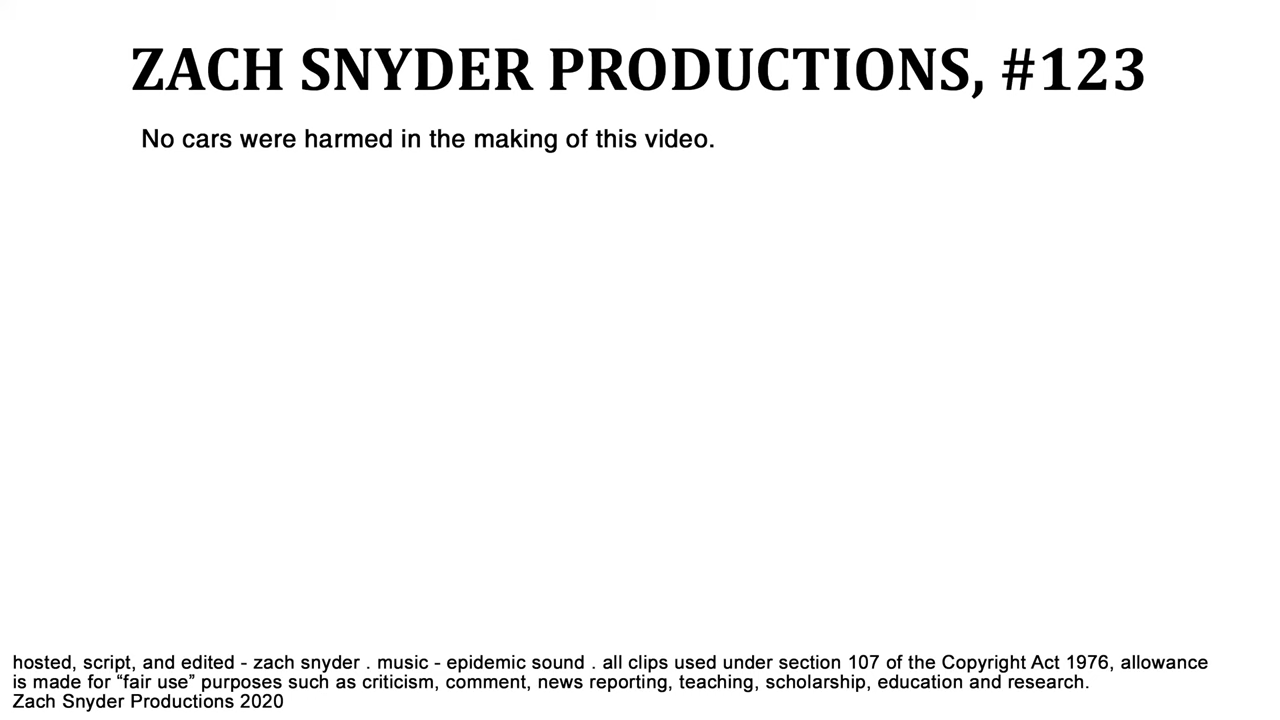 ZACH SNYDER PRODUCTIONS, #123
No cars were harmed in the making of this video.
hosted, script, and edited - zach snyder . music - epidemic sound . all clips used under section 107 of the Copyright Act 1976, allowance
is made for “fair use” purposes such as criticism, comment, news reporting, teaching, scholarship, education and research.
Zach Snyder Productions 2020